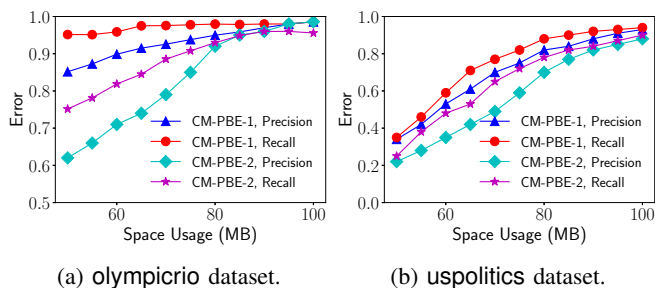 1.0
0.9
0.8
0.7
0.6
0.5
Error
CM-PBE-1, Precision
CM-PBE-1, Recall
CM-PBE-2, Precision
CM-PBE-2, Recall
60 80 100
Space Usage (MB)
(a) olympicrio dataset.
1.0
0.8
0.6
0.4
0.2
0.0
Error
CM-PBE-1, Precision
CM-PBE-1, Recall
CM-PBE-2, Precision
CM-PBE-2, Recall
60 80 100
Space Usage (MB)
(b) uspolitics dataset.